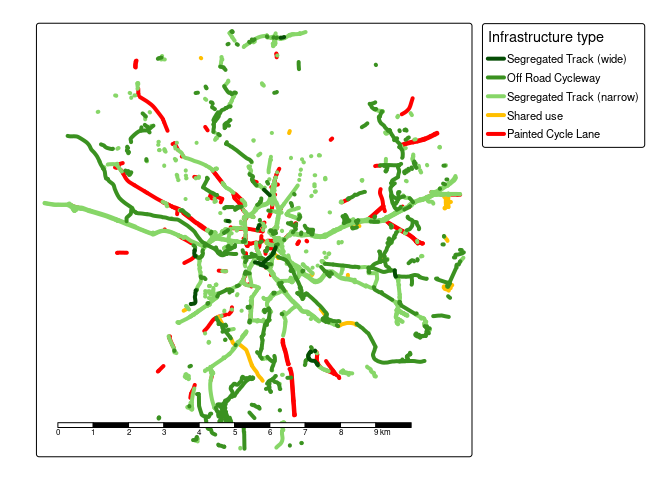 Infrastructure type
Segregated Track (wide)
Off Road Cycleway
Segregated Track (narrow)
Shared use
Painted Cycle Lane
0 1 2 3 4 5 6 7 8 9 km